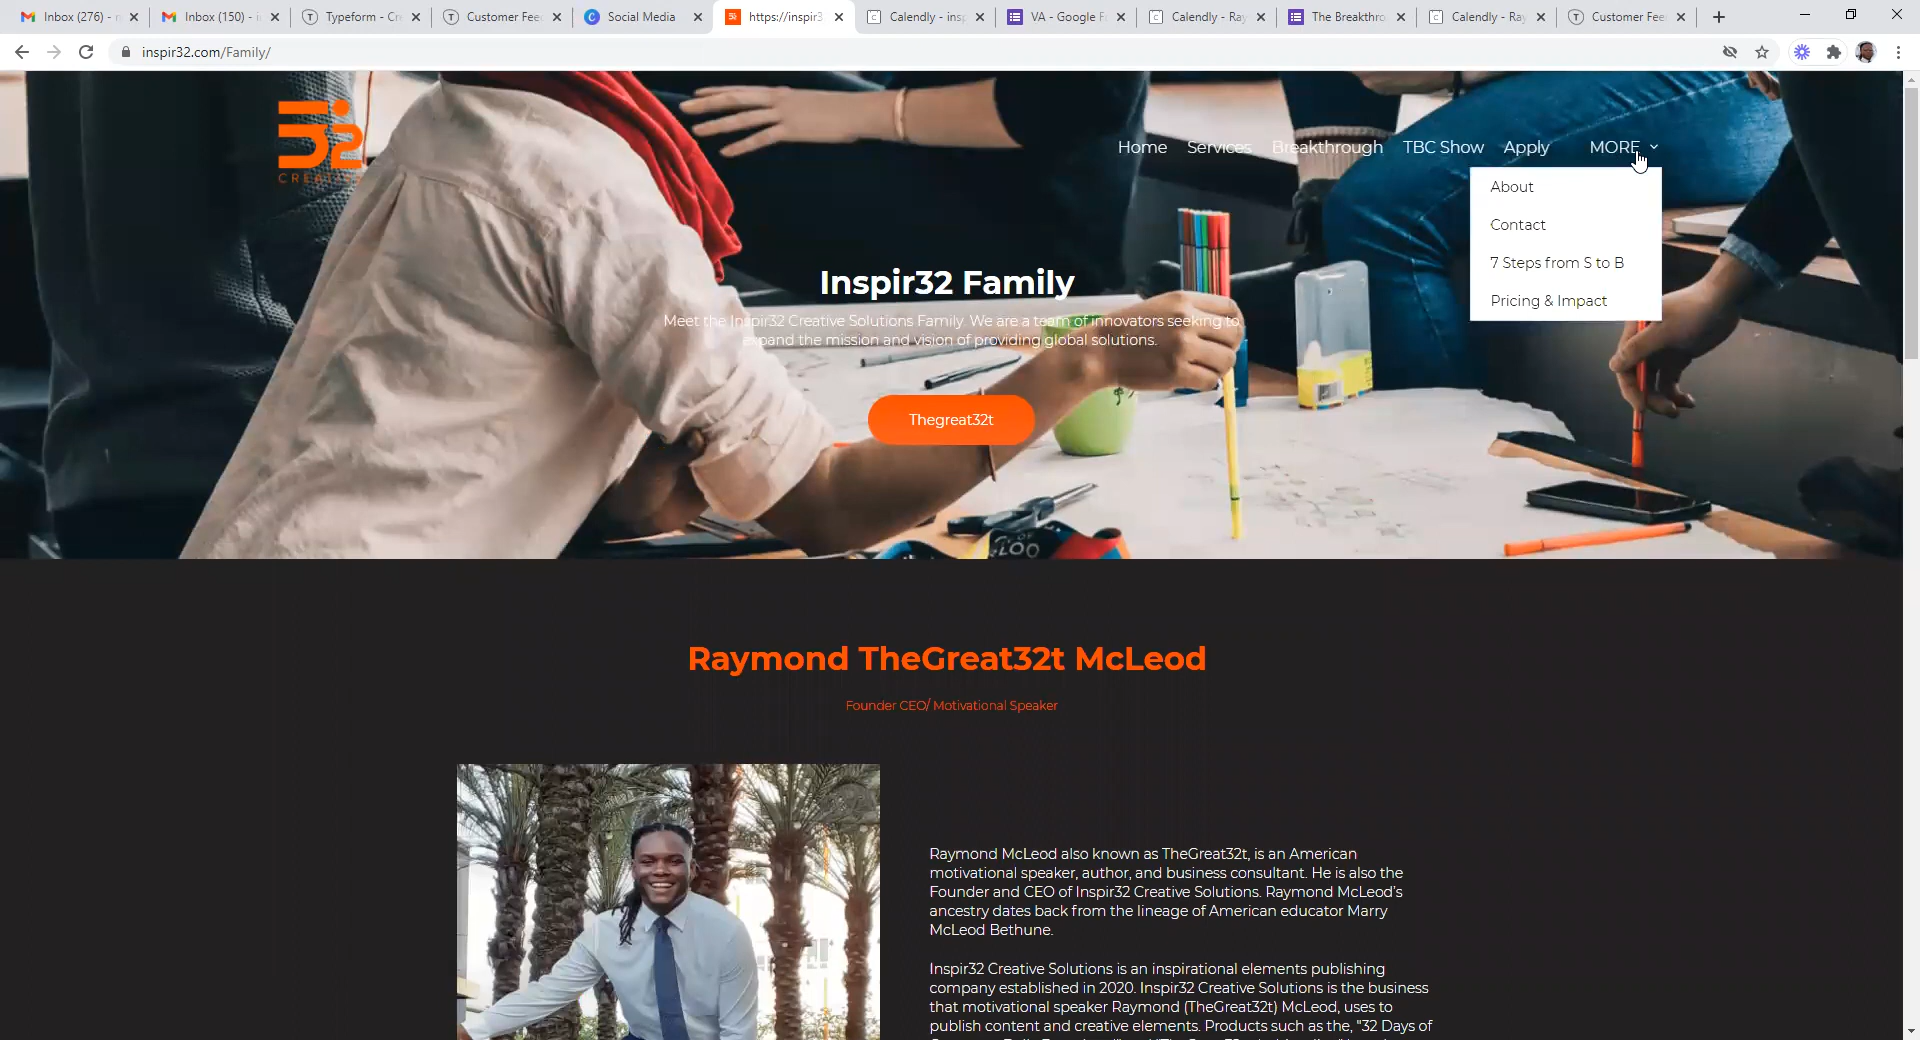 Inbox (276) -
Inbox (150) -
Typeform - Cr
Customer Fee
Social Media
https://inspir3
Calendly - insp
VA - Google F
Calendly - Ray
The Breakthro
Calendly - Ray
Customer Fee
inspir32.com/Family/
32
CREATIVE
Home Services Breakthrough TBC Show Apply MORE
About
Contact
7 Steps from S to B
Pricing & Impact
Inspir32 Family
Meet the Inspir32 Creative Solutions Family. We are a team of innovators seeking to
expand the mission and vision of providing global solutions.
Thegreat32t
Raymond TheGreat32t McLeod
Founder CEO/ Motivational Speaker
Raymond McLeod also known as TheGreat32t, is an American
motivational speaker, author, and business consultant. He is also the
Founder and CEO of Inspir32 Creative Solutions. Raymond McLeod's
ancestry dates back from the lineage of American educator Marry
McLeod Bethune.
Inspir32 Creative Solutions is an inspirational elements publishing
company established in 2020. Inspir32 Creative Solutions is the business
that motivational speaker Raymond (TheGreat32t) McLeod, uses to
publish content and creative elements. Products such as the, "32 Days of